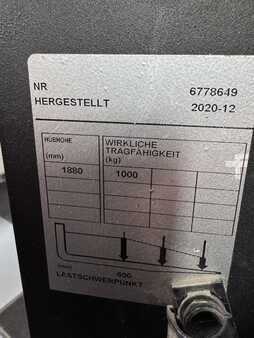 NR 6778649
HERGESTELLT 2020-12
HUBHÖHE (mm)
WIRKLICHE TRAGFÄHIGKEIT (kg)
1880 1000
600
LASTSCHWERPUNKT